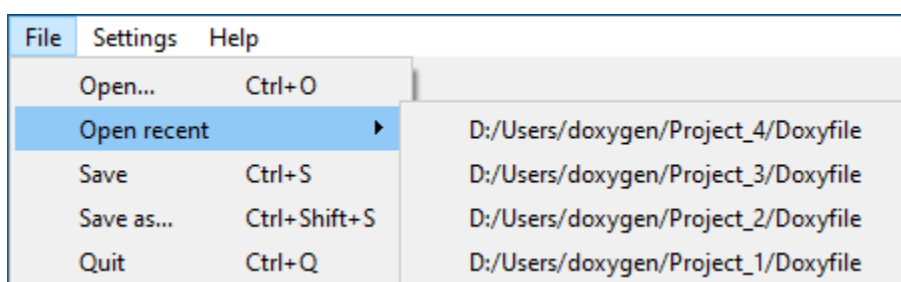 File Settings Help
Open... Ctrl+O
Open recent D:/Users/doxygen/Project_4/Doxyfile
Save Ctrl+S D:/Users/doxygen/Project_3/Doxyfile
Save as... Ctrl+Shift+S D:/Users/doxygen/Project_2/Doxyfile
Quit Ctrl+Q D:/Users/doxygen/Project_1/Doxyfile